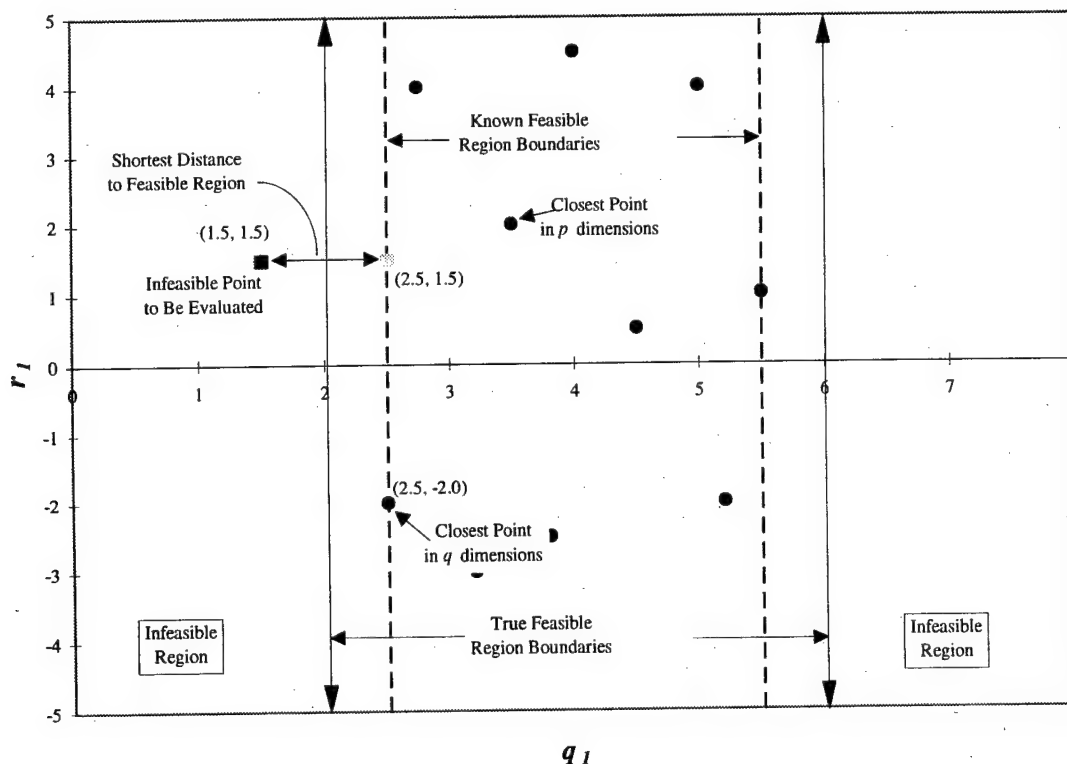 5
4
3
2
1
0
-1
-2
-3
-4
-5
r1
0
1
2
3
4
5
6
7
q1
Known Feasible
Region Boundaries
Shortest Distance
to Feasible Region
(1.5, 1.5)
Infeasible Point
to Be Evaluated
(2.5, 1.5)
Closest Point
in p dimensions
(2.5, -2.0)
Closest Point
in q dimensions
True Feasible
Region Boundaries
Infeasible
Region
Infeasible
Region